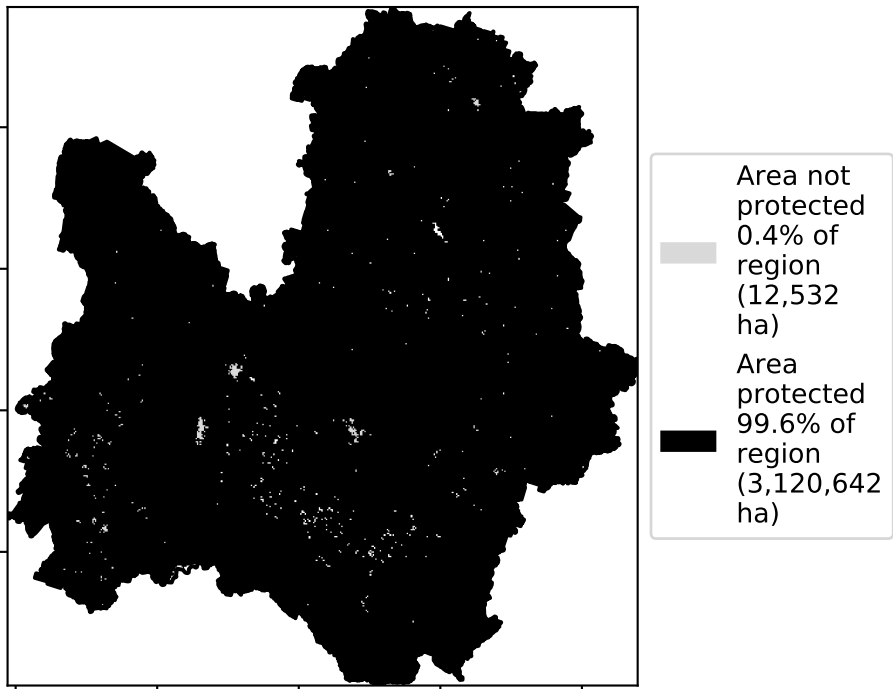 Area not
protected
0.4% of
region
(12,532
ha)
Area
protected
99.6% of
region
(3,120,642
ha)